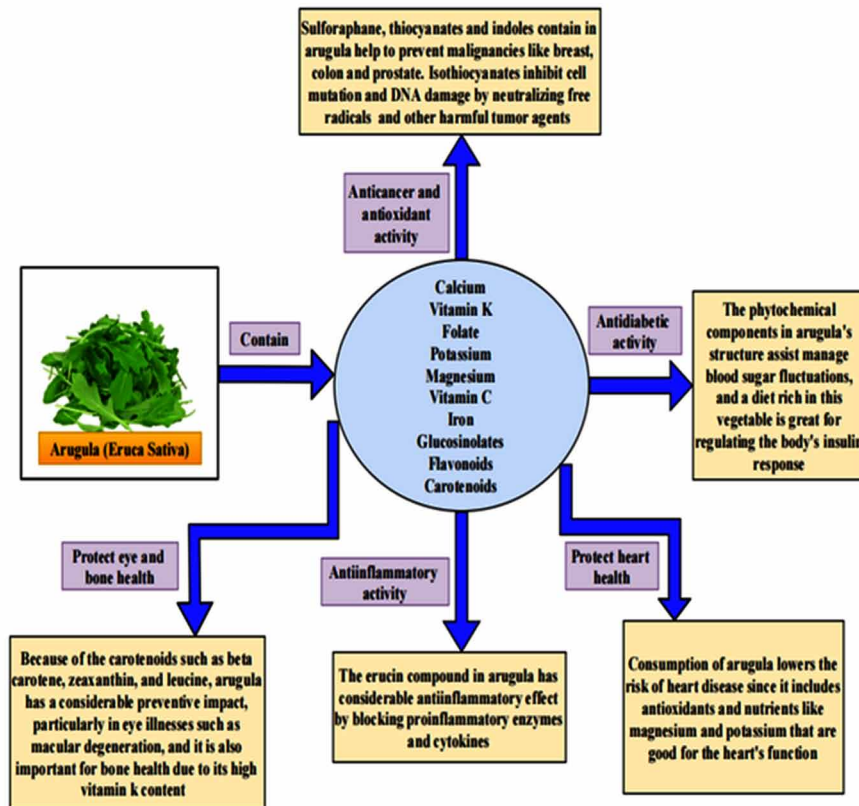 Sulforaphane, thiocyanates and indoles contain in
arugula help to prevent malignancies like breast,
colon and prostate. Isothiocyanates inhibit cell
mutation and DNA damage by neutralizing free
radicals and other harmful tumor agents
Anticancer and
antioxidant
activity
Arugula (Eruca Sativa)
Contain
Calcium
Vitamin K
Folate
Potassium
Magnesium
Vitamin C
Iron
Glucosinolates
Flavonoids
Carotenoids
Antidiabetic
activity
The phytochemical
components in arugula's
structure assist manage
blood sugar fluctuations,
and a diet rich in this
vegetable is great for
regulating the body's insulin
response
Protect eye and
bone health
Antiinflammatory
activity
Protect heart
health
Because of the carotenoids such as beta
carotene, zeaxanthin, and leucine, arugula
has a considerable preventive impact,
particularly in eye illnesses such as
macular degeneration, and it is also
important for bone health due to its high
vitamin k content
The erucin compound in arugula has
considerable antiinflammatory effect
by blocking proinflammatory enzymes
and cytokines
Consumption of arugula lowers the
risk of heart disease since it includes
antioxidants and nutrients like
magnesium and potassium that are
good for the heart's function